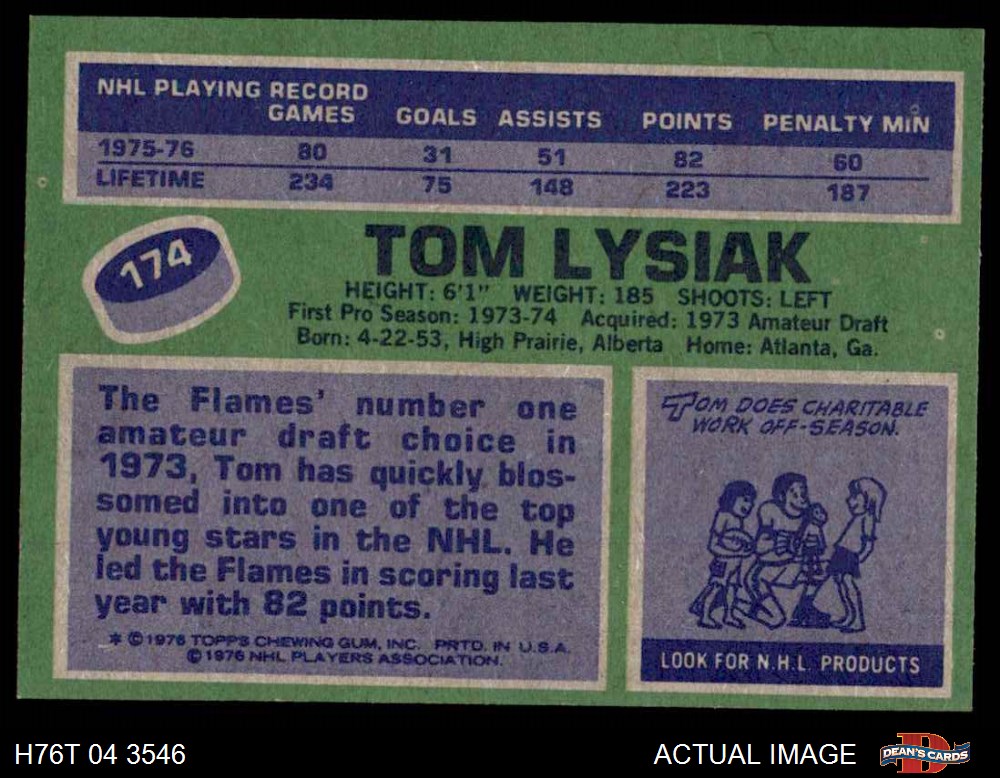 NHL PLAYING RECORD
GAMES GOALS ASSISTS POINTS PENALTY MIN
1975-76 80 31 51 82 60
LIFETIME 234 75 148 223 187
174
TOM LYSIAK
HEIGHT: 6'1" WEIGHT: 185 SHOOTS: LEFT
First Pro Season: 1973-74 Acquired: 1973 Amateur Draft
Born: 4-22-53, High Prairie, Alberta Home: Atlanta, Ga.
The Flames' number one
amateur draft choice in
1973, Tom has quickly blos-
somed into one of the top
young stars in the NHL. He
led the Flames in scoring last
year with 82 points.
* © 1976 TOPPS CHEWING GUM, INC. PRTD. IN U.S.A.
© 1976 NHL PLAYERS ASSOCIATION.
TOM DOES CHARITABLE
WORK OFF-SEASON.
LOOK FOR N.H.L. PRODUCTS
H76T 04 3546
ACTUAL IMAGE
D
DEAN'S CARDS